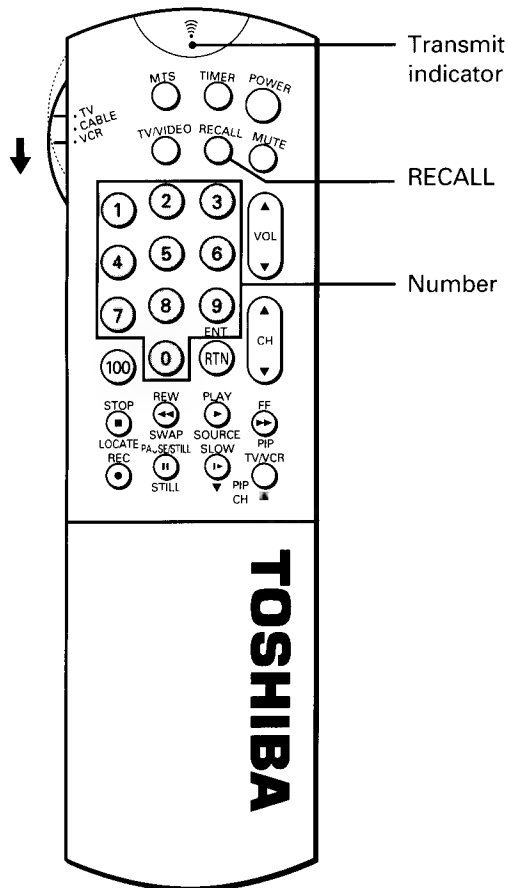 Transmit
indicator
MTS TIMER POWER
• TV
• CABLE
• VCR
TV/VIDEO RECALL MUTE
RECALL
1 2 3
VOL
4 5 6
Number
7 8 9
ENT
CH
100 0 RTN
STOP REW PLAY FF
LOCATE SWAP SOURCE PIP
REC PAUSE/STILL SLOW TV/VCR
STILL PIP
CH
TOSHIBA